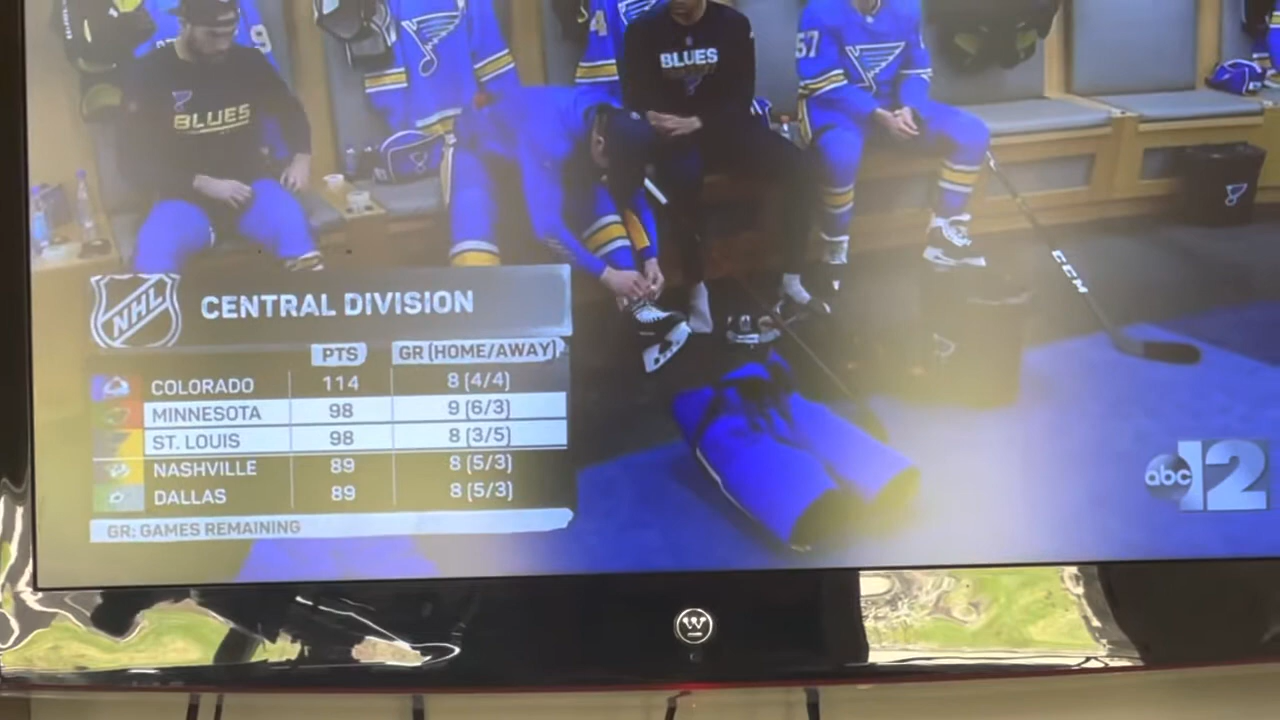 9
4
57
BLUES
BLUES
CCM
NHL
CENTRAL DIVISION
PTS GR (HOME/AWAY)
COLORADO 114 8 (4/4)
MINNESOTA 98 9 (6/3)
ST. LOUIS 98 8 (3/5)
NASHVILLE 89 8 (5/3)
DALLAS 89 8 (5/3)
GR: GAMES REMAINING
abc 12
W